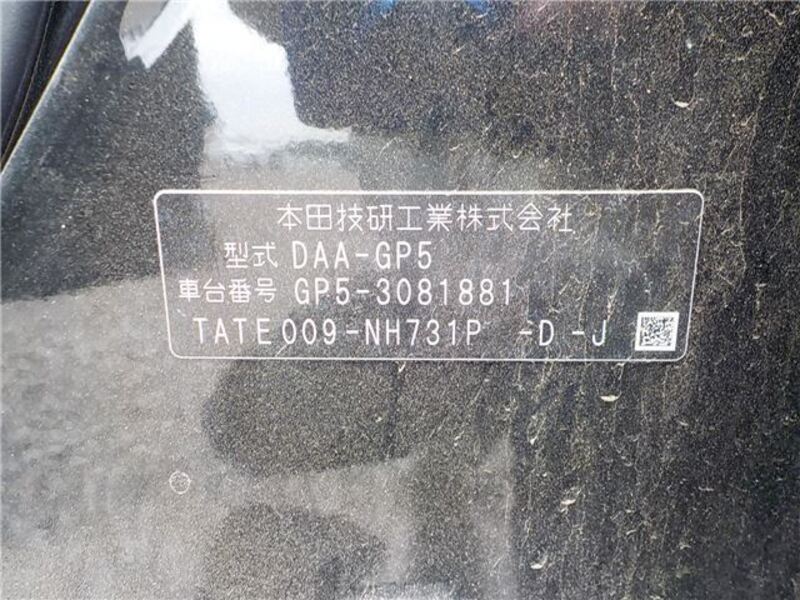 本田技研工業株式会社
型式 DAA-GP5
車台番号 GP5-3081881
TATE009-NH731P -D -J